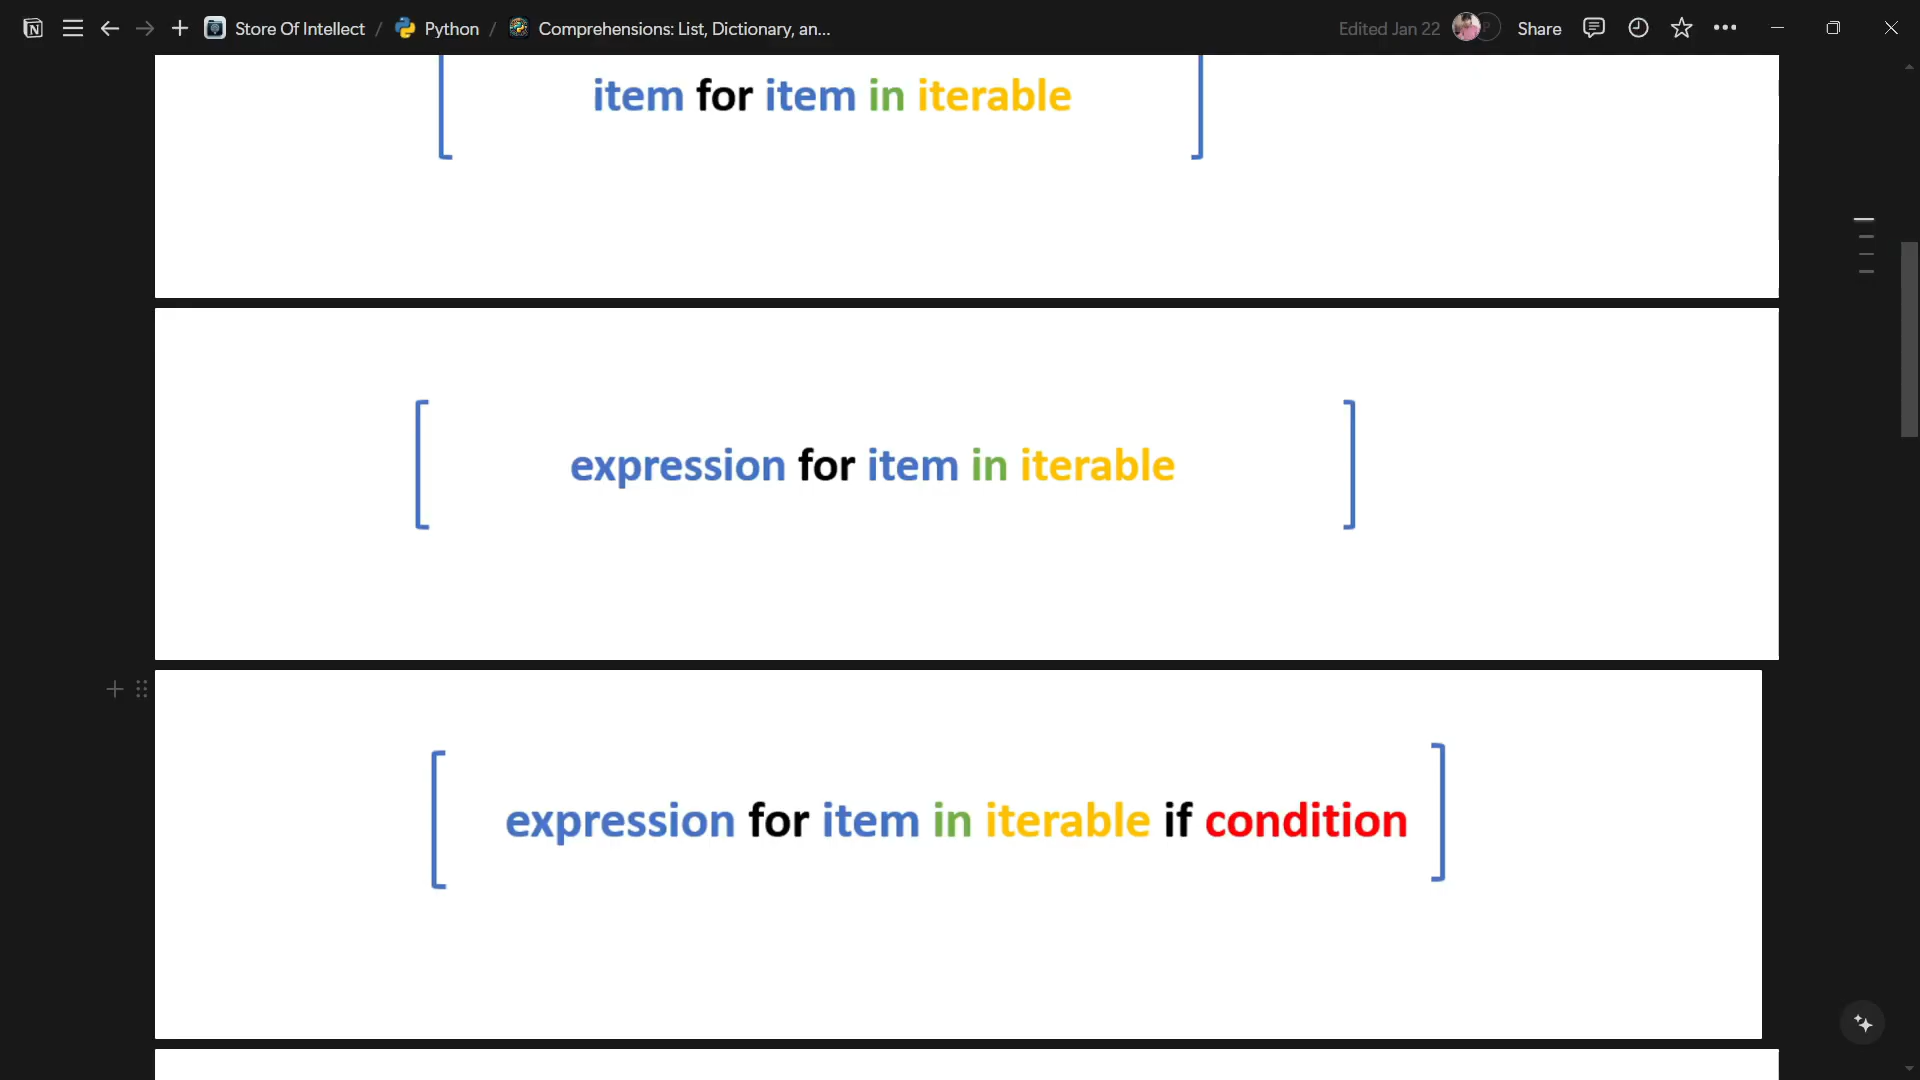 Store Of Intellect / Python / Comprehensions: List, Dictionary, an... Edited Jan 22 P Share
[ item for item in iterable ]
[ expression for item in iterable ]
[ expression for item in iterable if condition ]